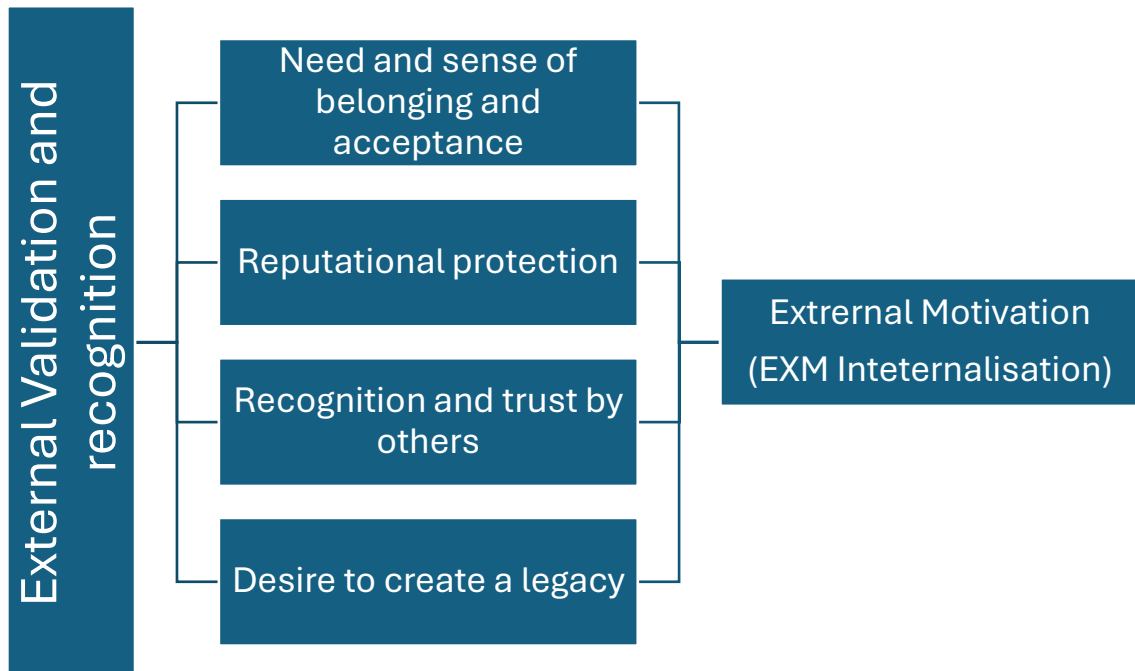 External Validation and
recognition
Need and sense of
belonging and
acceptance
Reputational protection
Recognition and trust by
others
Desire to create a legacy
Extrernal Motivation
(EXM Inteternalisation)